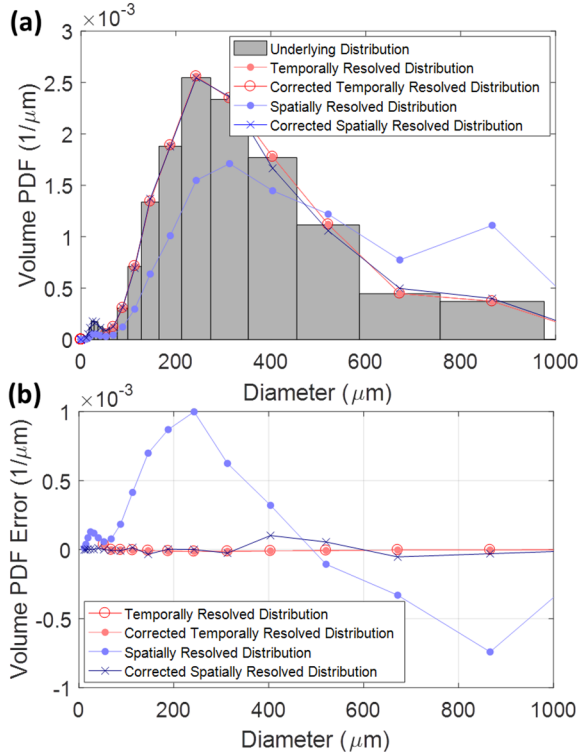 (a)
×10⁻³
3
2.5
2
1.5
1
0.5
0
Volume PDF (1/μm)
Underlying Distribution
Temporally Resolved Distribution
Corrected Temporally Resolved Distribution
Spatially Resolved Distribution
Corrected Spatially Resolved Distribution
0 200 400 600 800 1000
Diameter (μm)
(b)
×10⁻³
1
0.5
0
-0.5
-1
Volume PDF Error (1/μm)
Temporally Resolved Distribution
Corrected Temporally Resolved Distribution
Spatially Resolved Distribution
Corrected Spatially Resolved Distribution
0 200 400 600 800 1000
Diameter (μm)